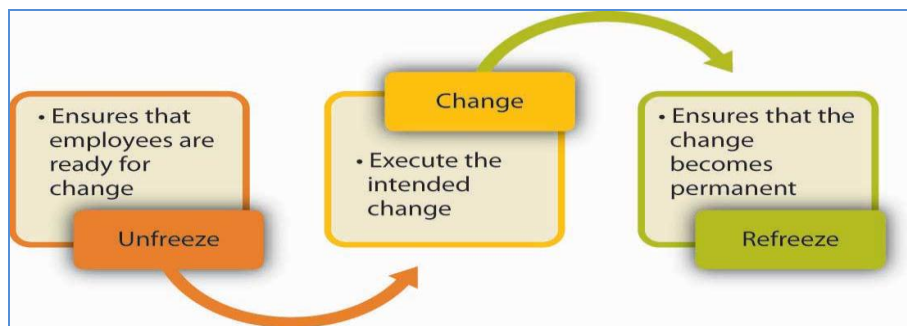 • Ensures that
employees are
ready for
change
Unfreeze
Change
• Execute the
intended
change
• Ensures that the
change
becomes
permanent
Refreeze